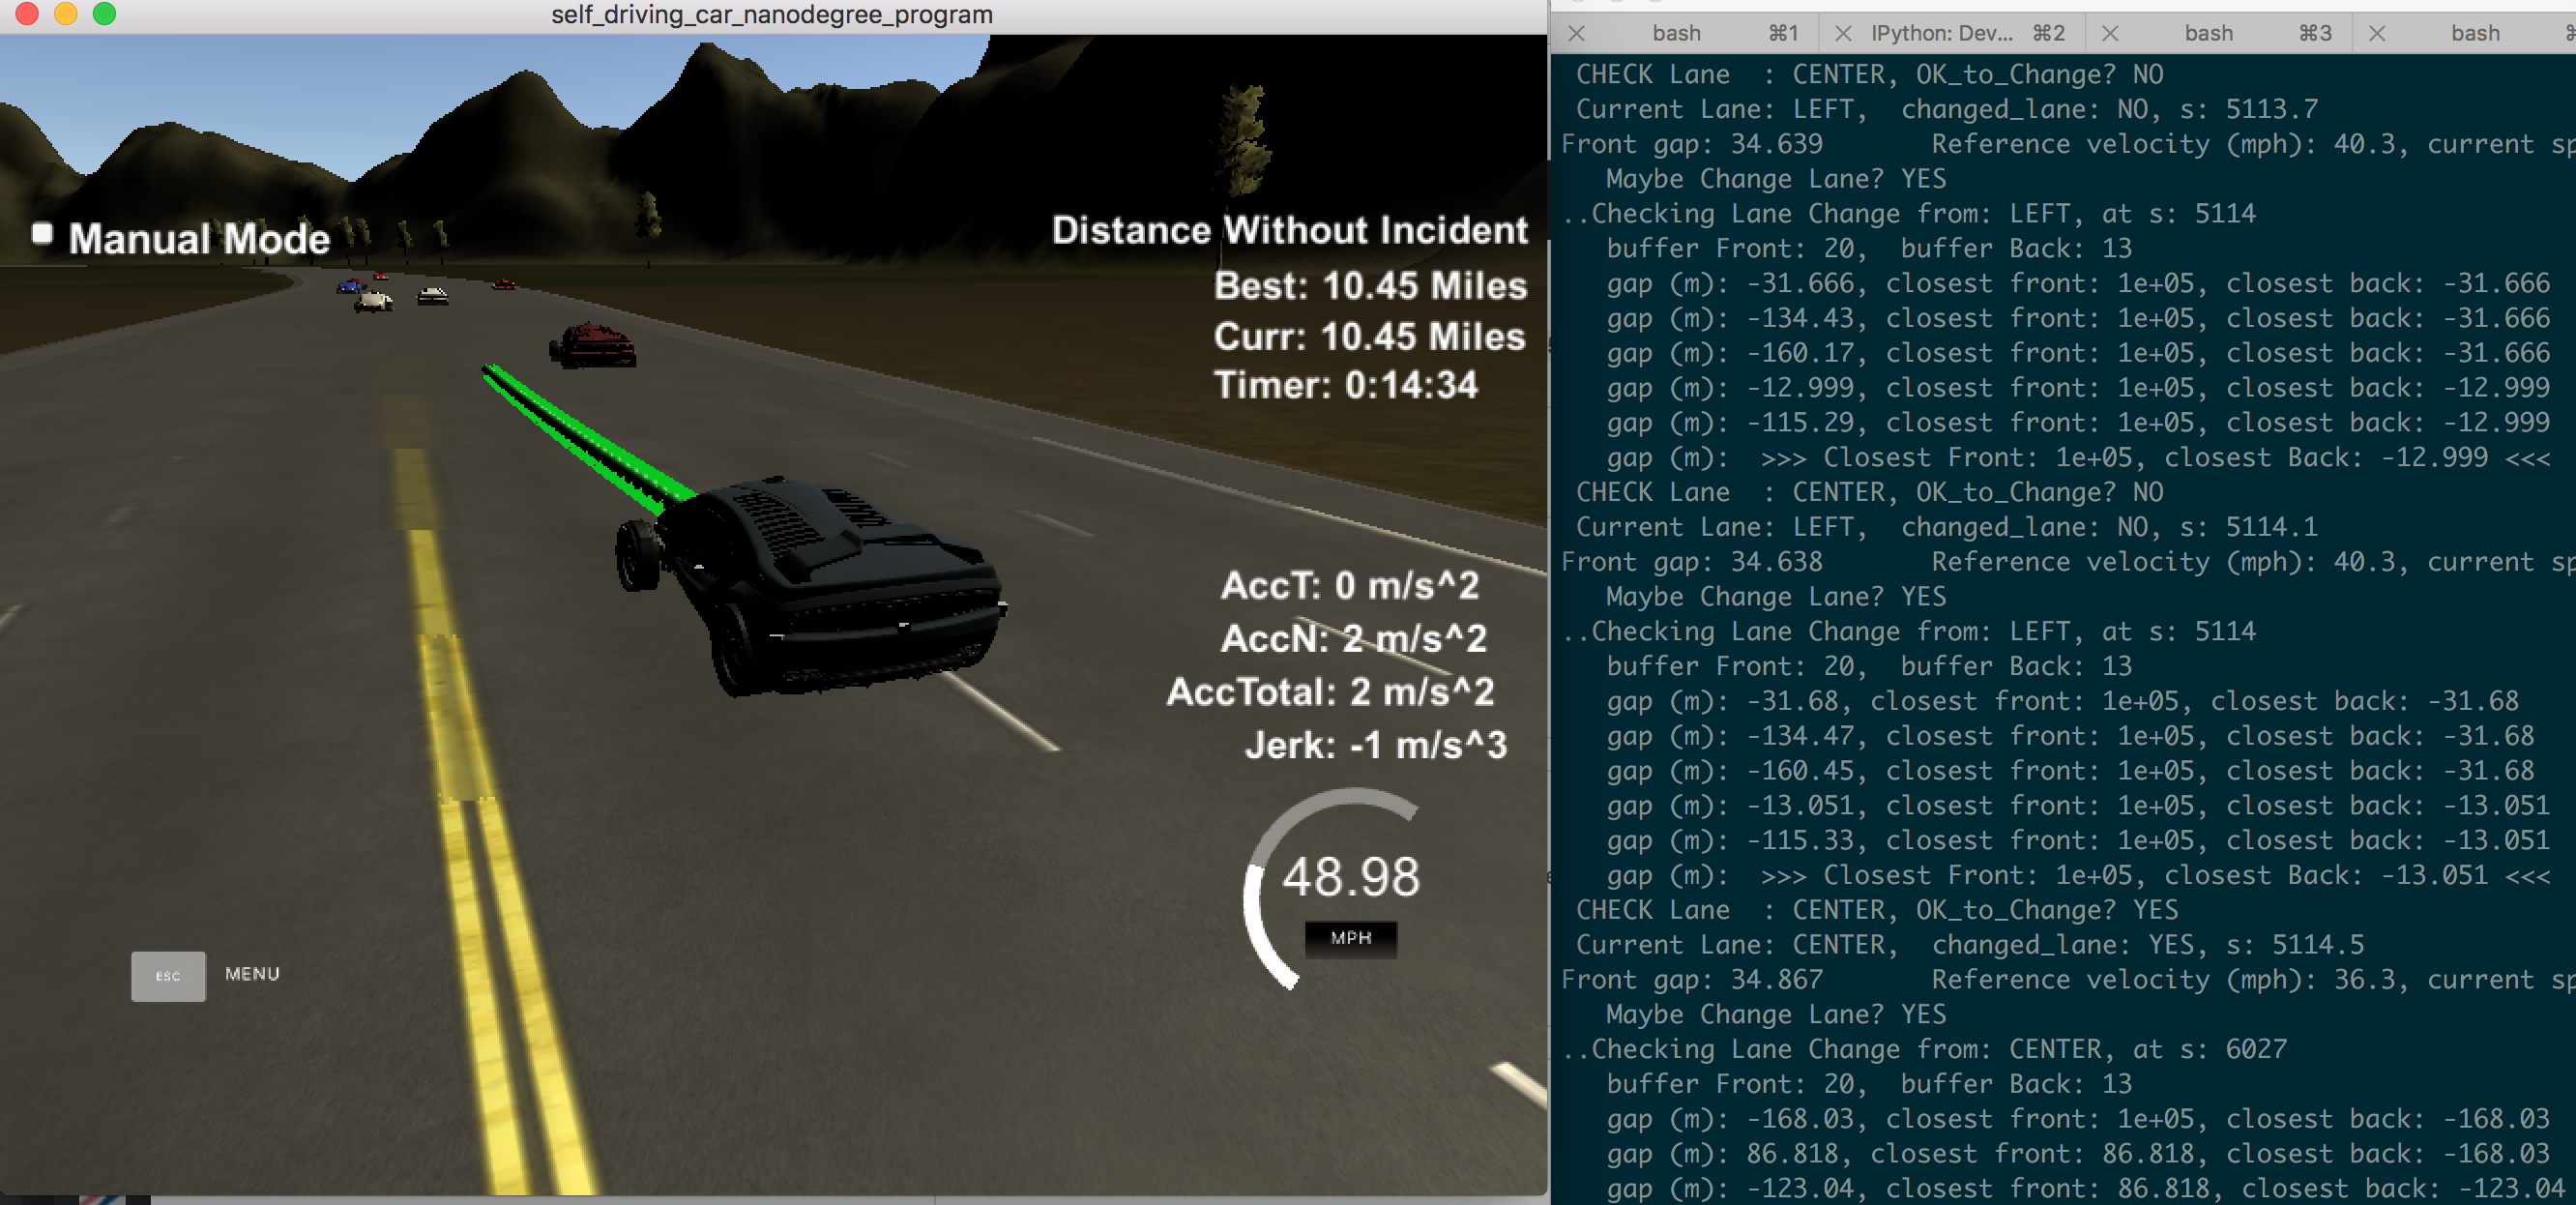 self_driving_car_nanodegree_program
Manual Mode
Distance Without Incident
Best: 10.45 Miles
Curr: 10.45 Miles
Timer: 0:14:34
AccT: 0 m/s^2
AccN: 2 m/s^2
AccTotal: 2 m/s^2
Jerk: -1 m/s^3
48.98
MPH
ESC MENU
bash ⌘1 IPython: Dev... ⌘2 bash ⌘3 bash
CHECK Lane  : CENTER, OK_to_Change? NO
Current Lane: LEFT,  changed_lane: NO, s: 5113.7
Front gap: 34.639       Reference velocity (mph): 40.3, current
Maybe Change Lane? YES
..Checking Lane Change from: LEFT, at s: 5114
buffer Front: 20,  buffer Back: 13
gap (m): -31.666, closest front: 1e+05, closest back: -31.666
gap (m): -134.43, closest front: 1e+05, closest back: -31.666
gap (m): -160.17, closest front: 1e+05, closest back: -31.666
gap (m): -12.999, closest front: 1e+05, closest back: -12.999
gap (m): -115.29, closest front: 1e+05, closest back: -12.999
gap (m):  >>> Closest Front: 1e+05, closest Back: -12.999 <<<
CHECK Lane  : CENTER, OK_to_Change? NO
Current Lane: LEFT,  changed_lane: NO, s: 5114.1
Front gap: 34.638       Reference velocity (mph): 40.3, current
Maybe Change Lane? YES
..Checking Lane Change from: LEFT, at s: 5114
buffer Front: 20,  buffer Back: 13
gap (m): -31.68, closest front: 1e+05, closest back: -31.68
gap (m): -134.47, closest front: 1e+05, closest back: -31.68
gap (m): -160.45, closest front: 1e+05, closest back: -31.68
gap (m): -13.051, closest front: 1e+05, closest back: -13.051
gap (m): -115.33, closest front: 1e+05, closest back: -13.051
gap (m):  >>> Closest Front: 1e+05, closest Back: -13.051 <<<
CHECK Lane  : CENTER, OK_to_Change? YES
Current Lane: CENTER,  changed_lane: YES, s: 5114.5
Front gap: 34.867       Reference velocity (mph): 36.3, current
Maybe Change Lane? YES
..Checking Lane Change from: CENTER, at s: 6027
buffer Front: 20,  buffer Back: 13
gap (m): -168.03, closest front: 1e+05, closest back: -168.03
gap (m): 86.818, closest front: 86.818, closest back: -168.03
gap (m): -123.04, closest front: 86.818, closest back: -123.04